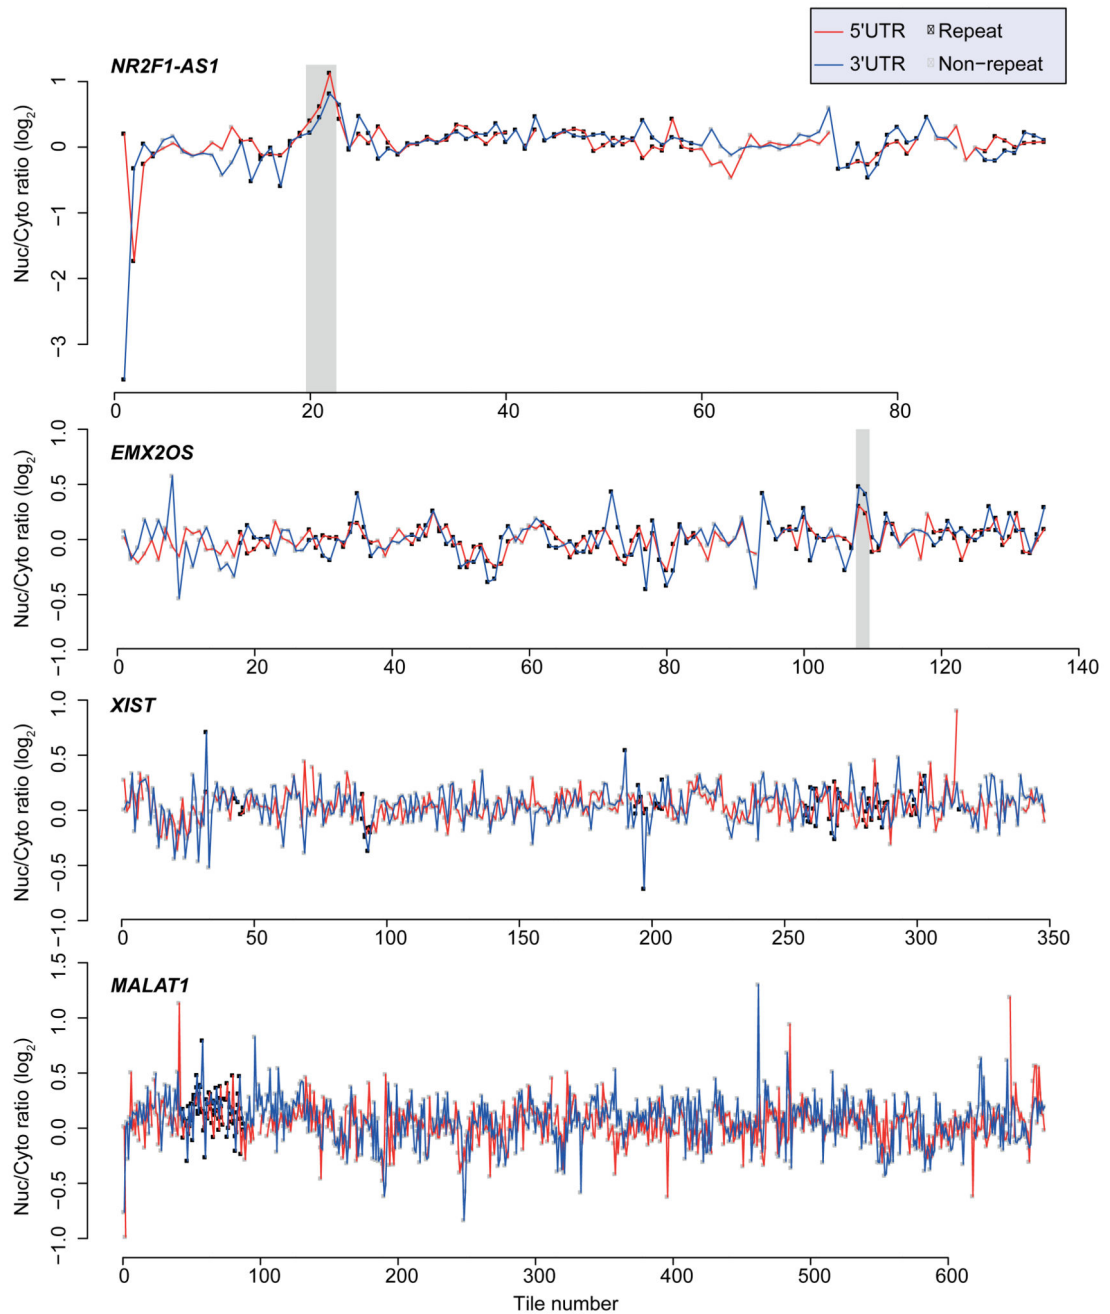 5'UTR Repeat
3'UTR Non-repeat
NR2F1-AS1
Nuc/Cyto ratio (log2)
1
0
−1
−2
−3
0 20 40 60 80
EMX2OS
Nuc/Cyto ratio (log2)
1.0
0.5
0.0
−0.5
−1.0
0 20 40 60 80 100 120 140
XIST
Nuc/Cyto ratio (log2)
1.0
0.5
0.0
−0.5
−1.0
0 50 100 150 200 250 300 350
MALAT1
Nuc/Cyto ratio (log2)
1.5
1.0
0.5
0.0
−0.5
−1.0
0 100 200 300 400 500 600
Tile number